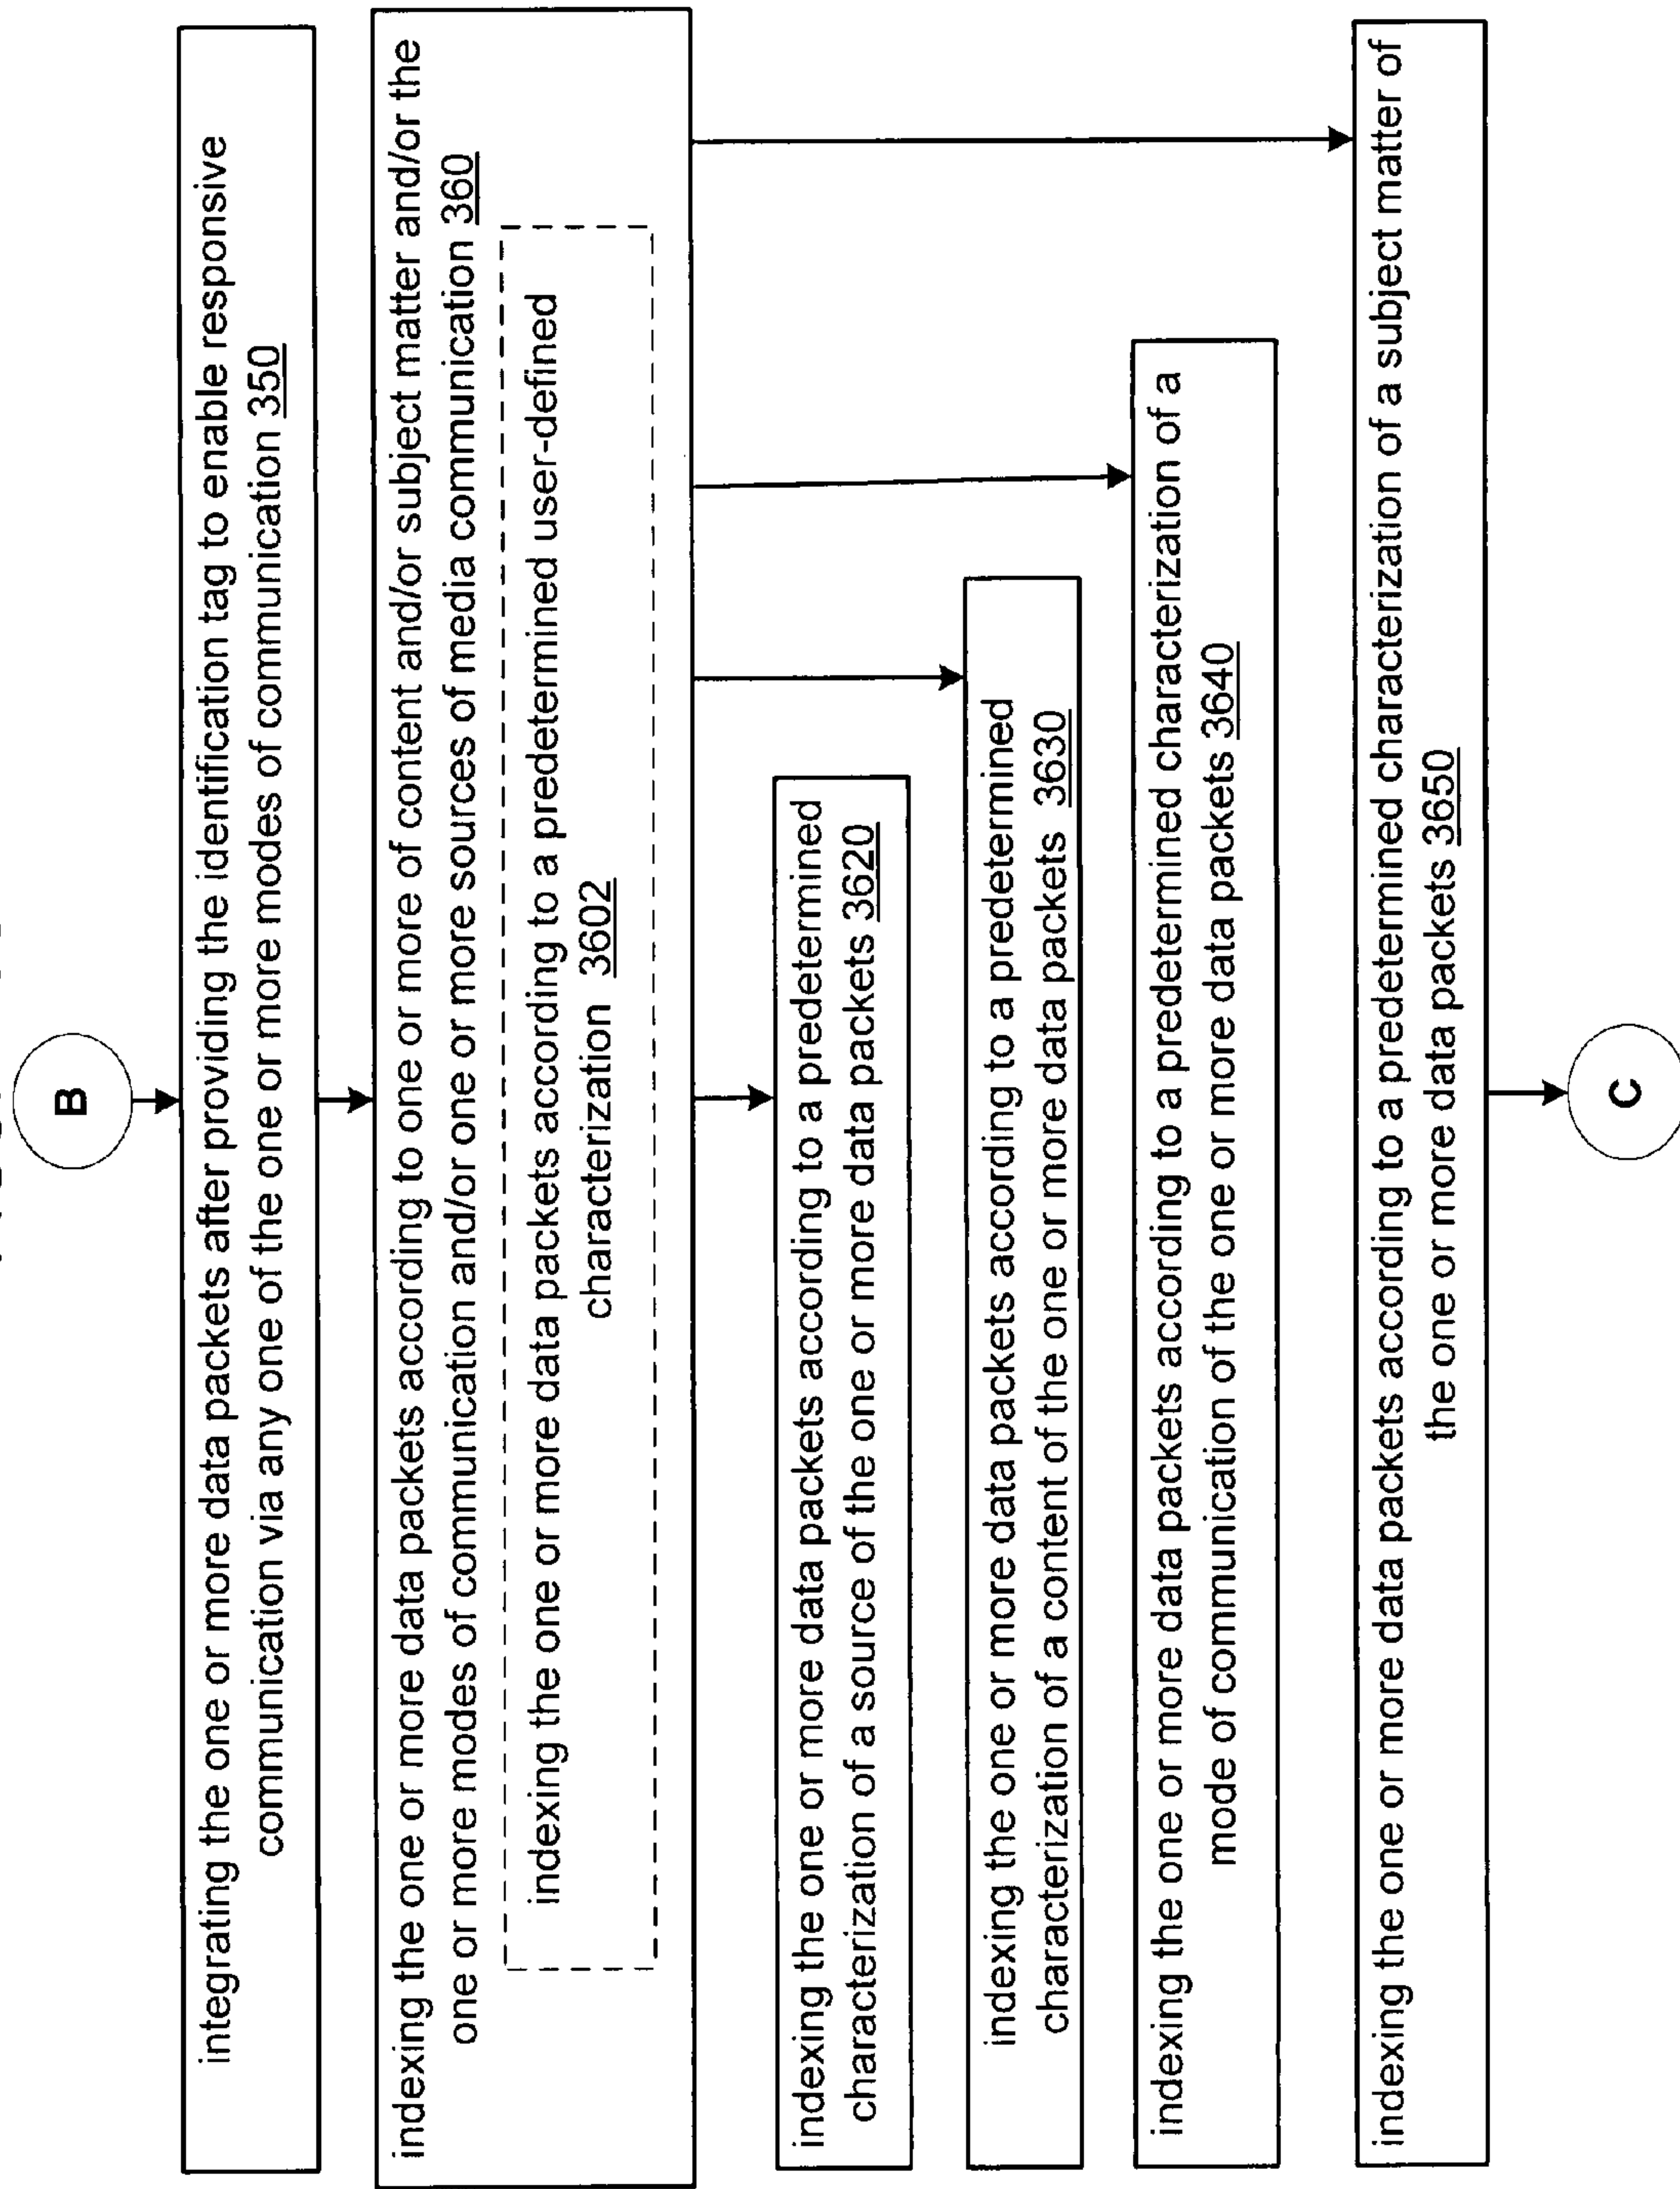 B
integrating the one or more data packets after providing the identification tag to enable responsive
communication via any one of the one or more modes of communication 350
indexing the one or more data packets according to one or more of content and/or subject matter and/or the
one or more modes of communication and/or one or more sources of media communication 360
indexing the one or more data packets according to a predetermined user-defined
characterization 3602
indexing the one or more data packets according to a predetermined
characterization of a source of the one or more data packets 3620
indexing the one or more data packets according to a predetermined
characterization of a content of the one or more data packets 3630
indexing the one or more data packets according to a predetermined characterization of a
mode of communication of the one or more data packets 3640
indexing the one or more data packets according to a predetermined characterization of a subject matter of
the one or more data packets 3650
C